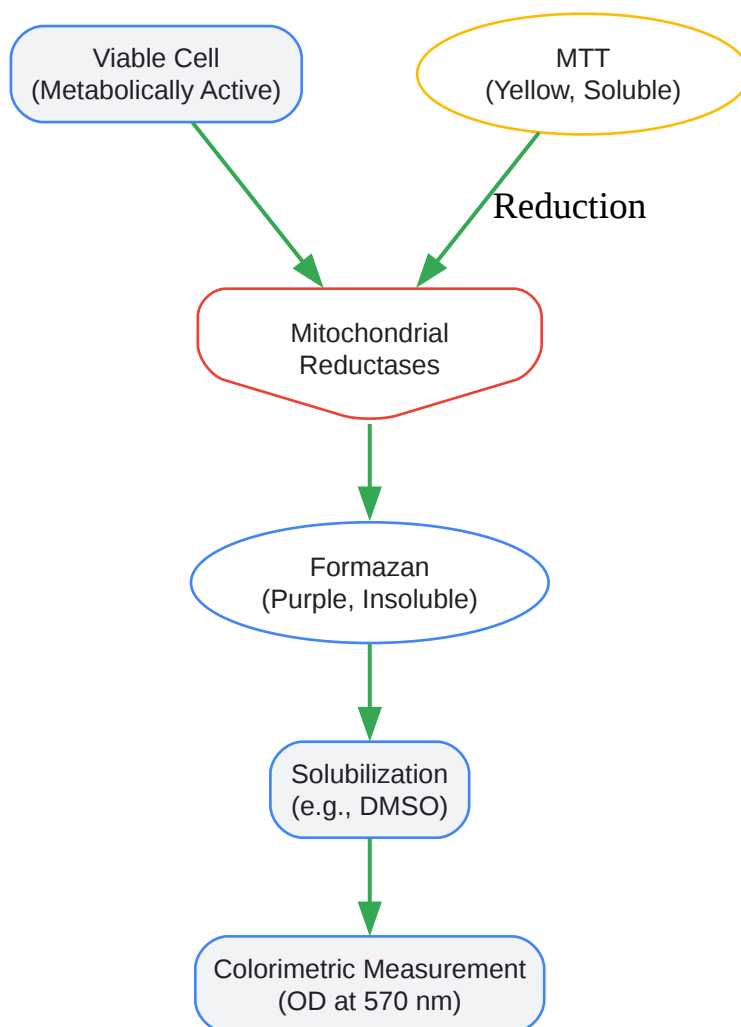 Viable Cell
(Metabolically Active)
MTT
(Yellow, Soluble)
Reduction
Mitochondrial
Reductases
Formazan
(Purple, Insoluble)
Solubilization
(e.g., DMSO)
Colorimetric Measurement
(OD at 570 nm)